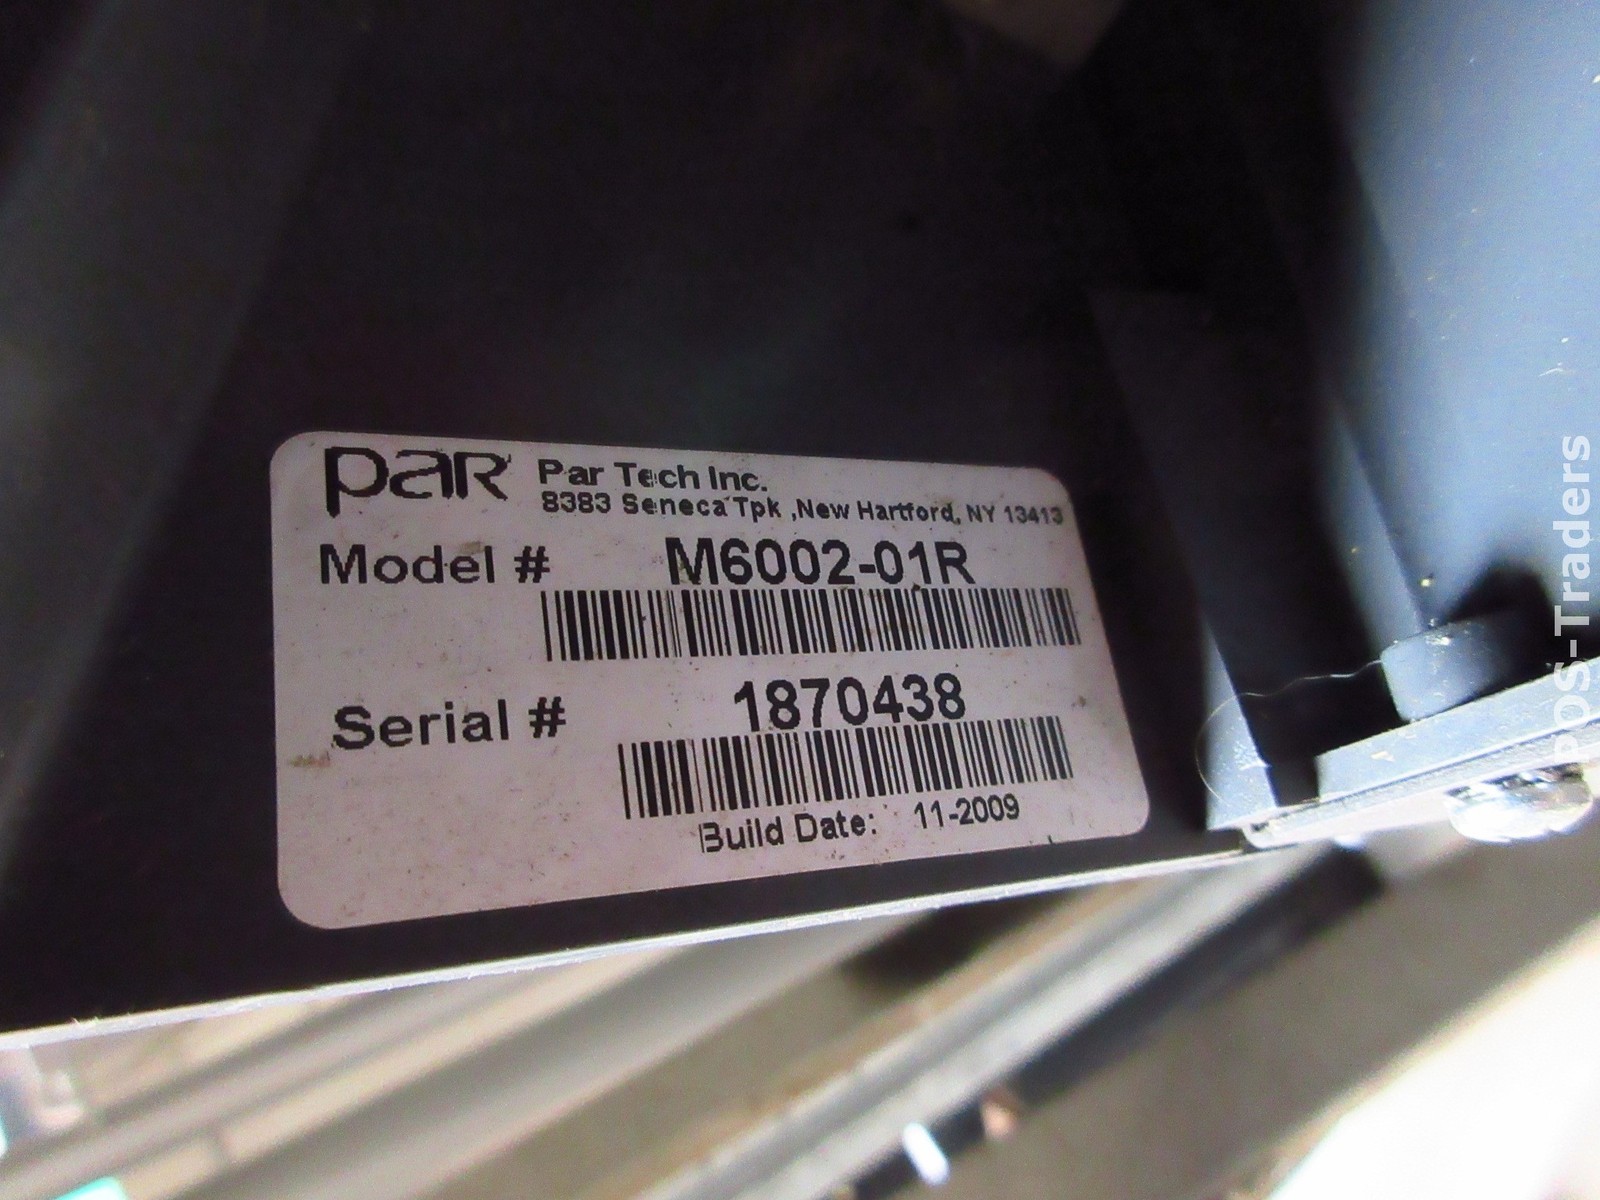 PAR Par Tech Inc.
8383 Seneca Tpk ,New Hartford, NY 13413
Model # M6002-01R
Serial # 1870438
Build Date: 11-2009
POS-Traders